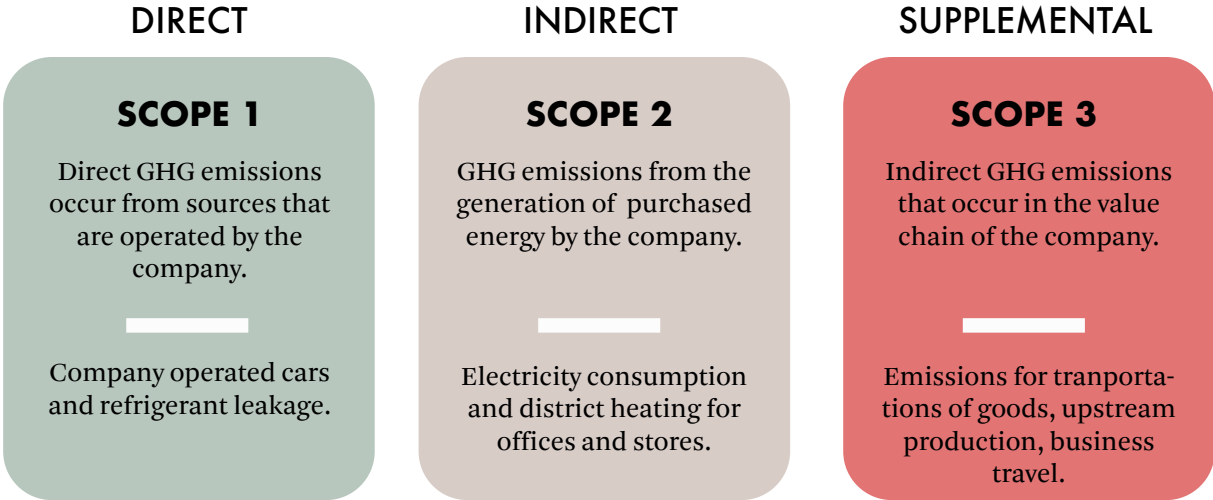 DIRECT
SCOPE 1
Direct GHG emissions
occur from sources that
are operated by the
company.
Company operated cars
and refrigerant leakage.
INDIRECT
SCOPE 2
GHG emissions from the
generation of  purchased
energy by the company.
Electricity consumption
and district heating for
offices and stores.
SUPPLEMENTAL
SCOPE 3
Indirect GHG emissions
that occur in the value
chain of the company.
Emissions for tranporta-
tions of goods, upstream
production, business
travel.